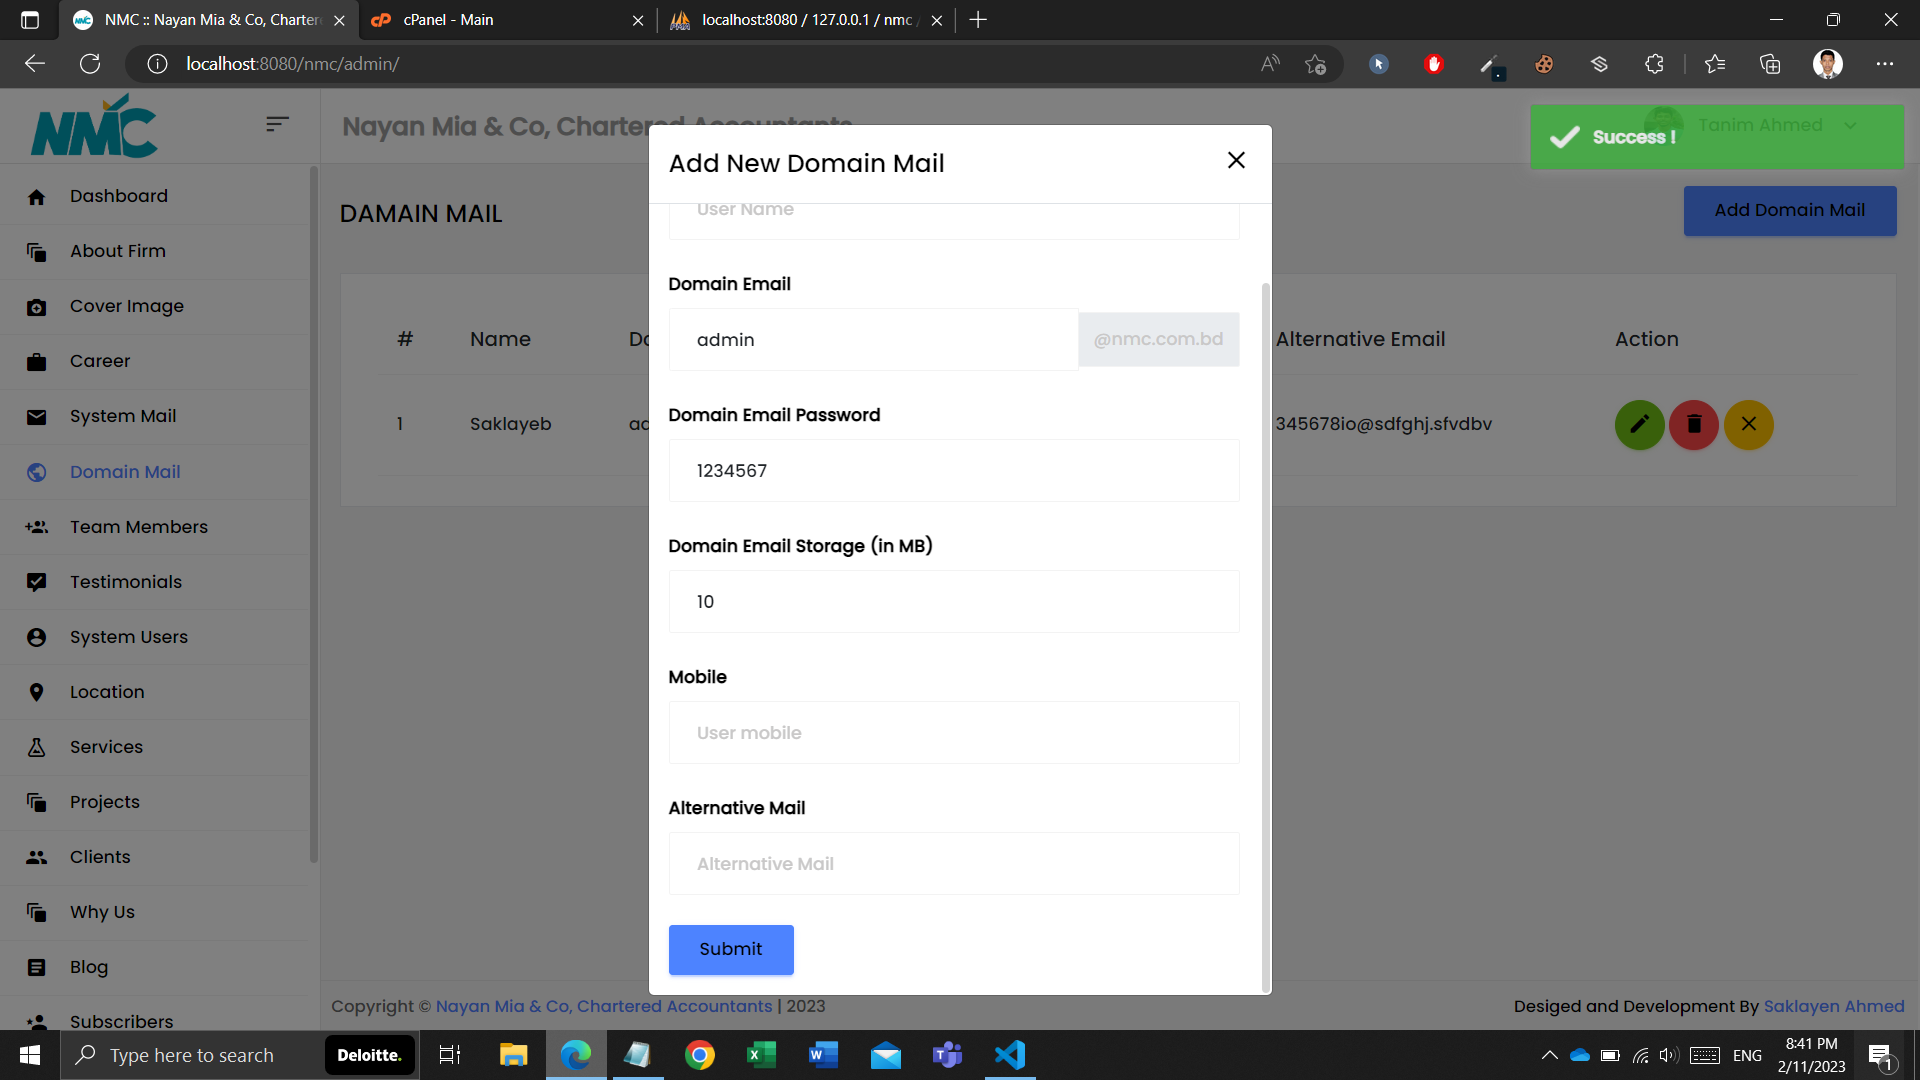 NMC :: Nayan Mia & Co, Charter
cPanel - Main
localhost:8080 / 127.0.0.1 / nmc /
localhost:8080/nmc/admin/
NMC
Nayan Mia & Co, Chartered Accountants
Tanim Ahmed
Success !
Dashboard
About Firm
Cover Image
Career
System Mail
Domain Mail
Team Members
Testimonials
System Users
Location
Services
Projects
Clients
Why Us
Blog
Subscribers
DAMAIN MAIL
Add Domain Mail
# Name Do Alternative Email Action
1 Saklayeb ad 345678io@sdfghj.sfvdbv
Add New Domain Mail
User Name
Domain Email
admin @nmc.com.bd
Domain Email Password
1234567
Domain Email Storage (in MB)
10
Mobile
User mobile
Alternative Mail
Alternative Mail
Submit
Copyright © Nayan Mia & Co, Chartered Accountants | 2023
Desiged and Development By Saklayen Ahmed
Type here to search
Deloitte.
ENG
8:41 PM
2/11/2023
1